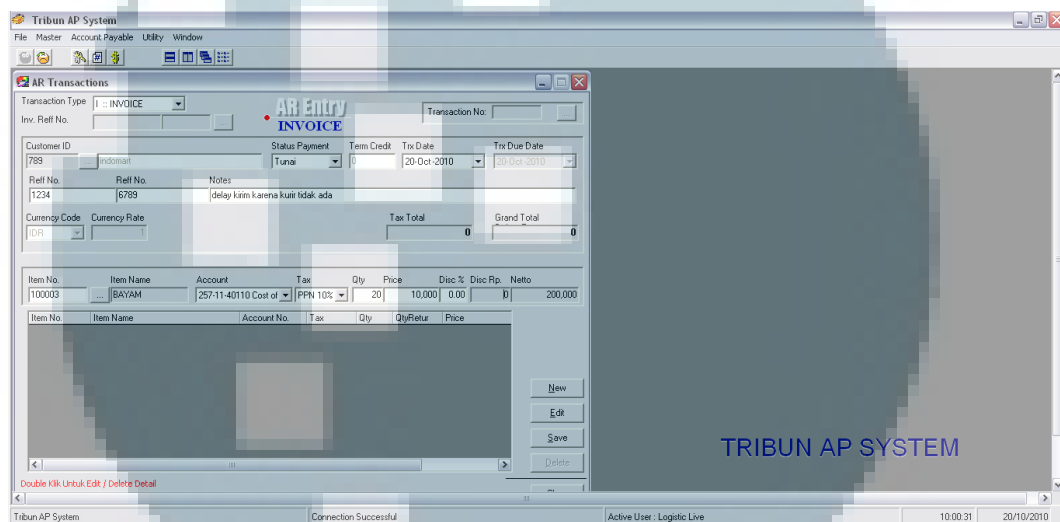 Tribun AP System
File Master Account Payable Utility Window
AR Transactions
Transaction Type I :: INVOICE
AR Entry
Transaction No:
Inv. Reff No.
INVOICE
Customer ID Status Payment Term Credit Trx Date Trx Due Date
789 ... indomart Tunai 0 20-Oct-2010 20-Oct-2010
Reff No. Reff No. Notes
1234 6789 delay kirim karena kurir tidak ada
Currency Code Currency Rate Tax Total Grand Total
IDR 1 0 0
Item No. Item Name Account Tax Qty Price Disc % Disc Rp. Netto
100003 ... BAYAM 257-11-40110 Cost of PPN 10% 20 10,000 0.00 0 200,000
Item No. Item Name Account No. Tax Qty QtyRetur Price
New
Edit
Save
Delete
TRIBUN AP SYSTEM
Double Klik Untuk Edit / Delete Detail
Tribun AP System Connection Successful Active User : Logistic Live 10:00:31 20/10/2010